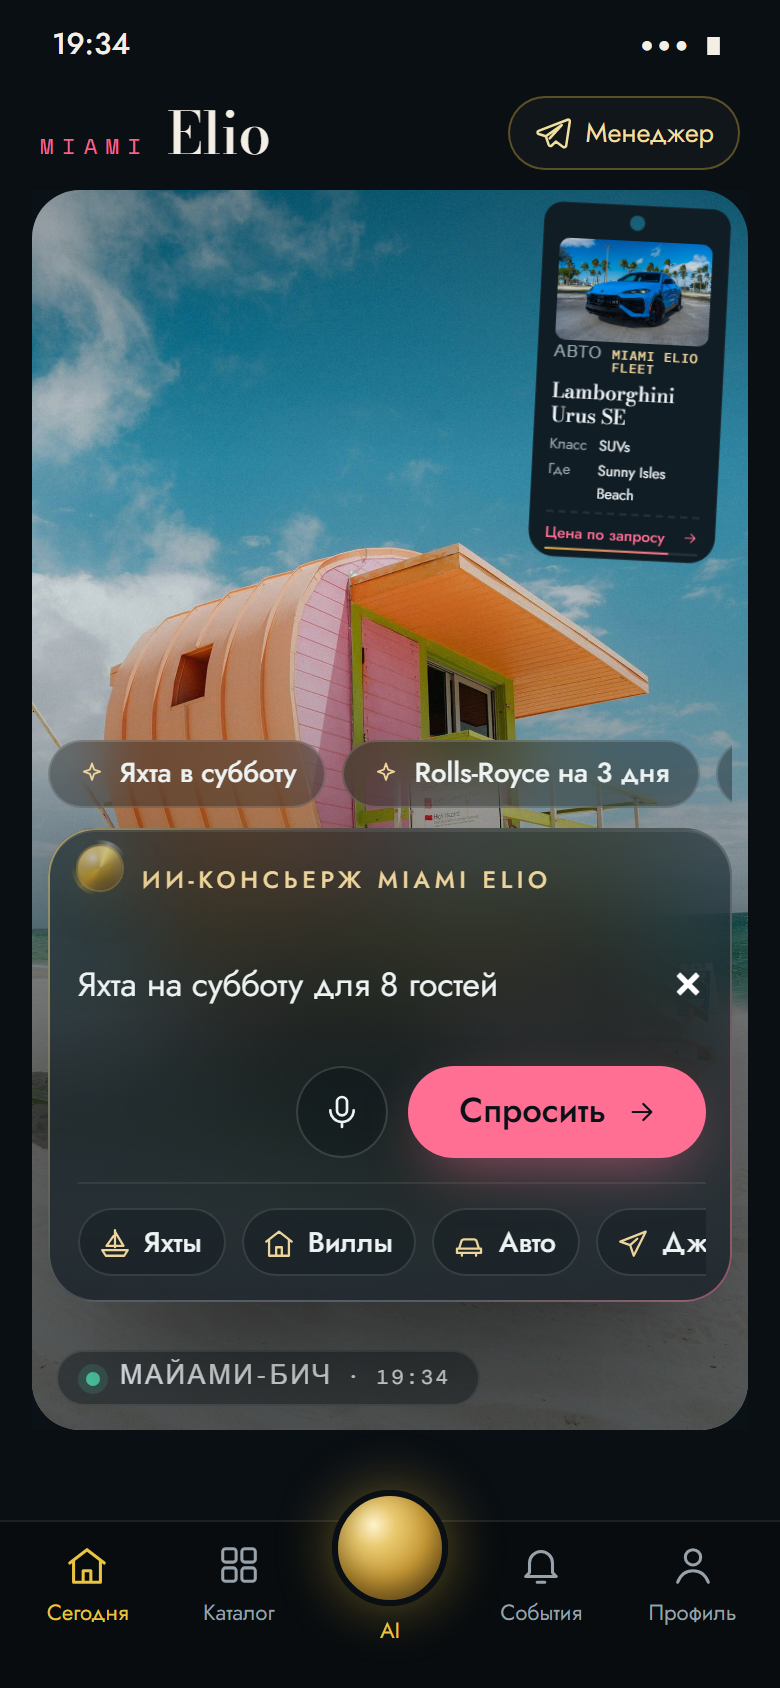 19:34
MIAMI Elio
Менеджер
АВТО MIAMI ELIO FLEET
Lamborghini
Urus SE
Класс SUVs
Где Sunny Isles
Beach
Цена по запросу →
Яхта в субботу
Rolls-Royce на 3 дня
ИИ-КОНСЬЕРЖ MIAMI ELIO
Яхта на субботу для 8 гостей
Спросить →
Яхты
Виллы
Авто
Дж
МАЙАМИ-БИЧ · 19:34
Сегодня
Каталог
AI
События
Профиль